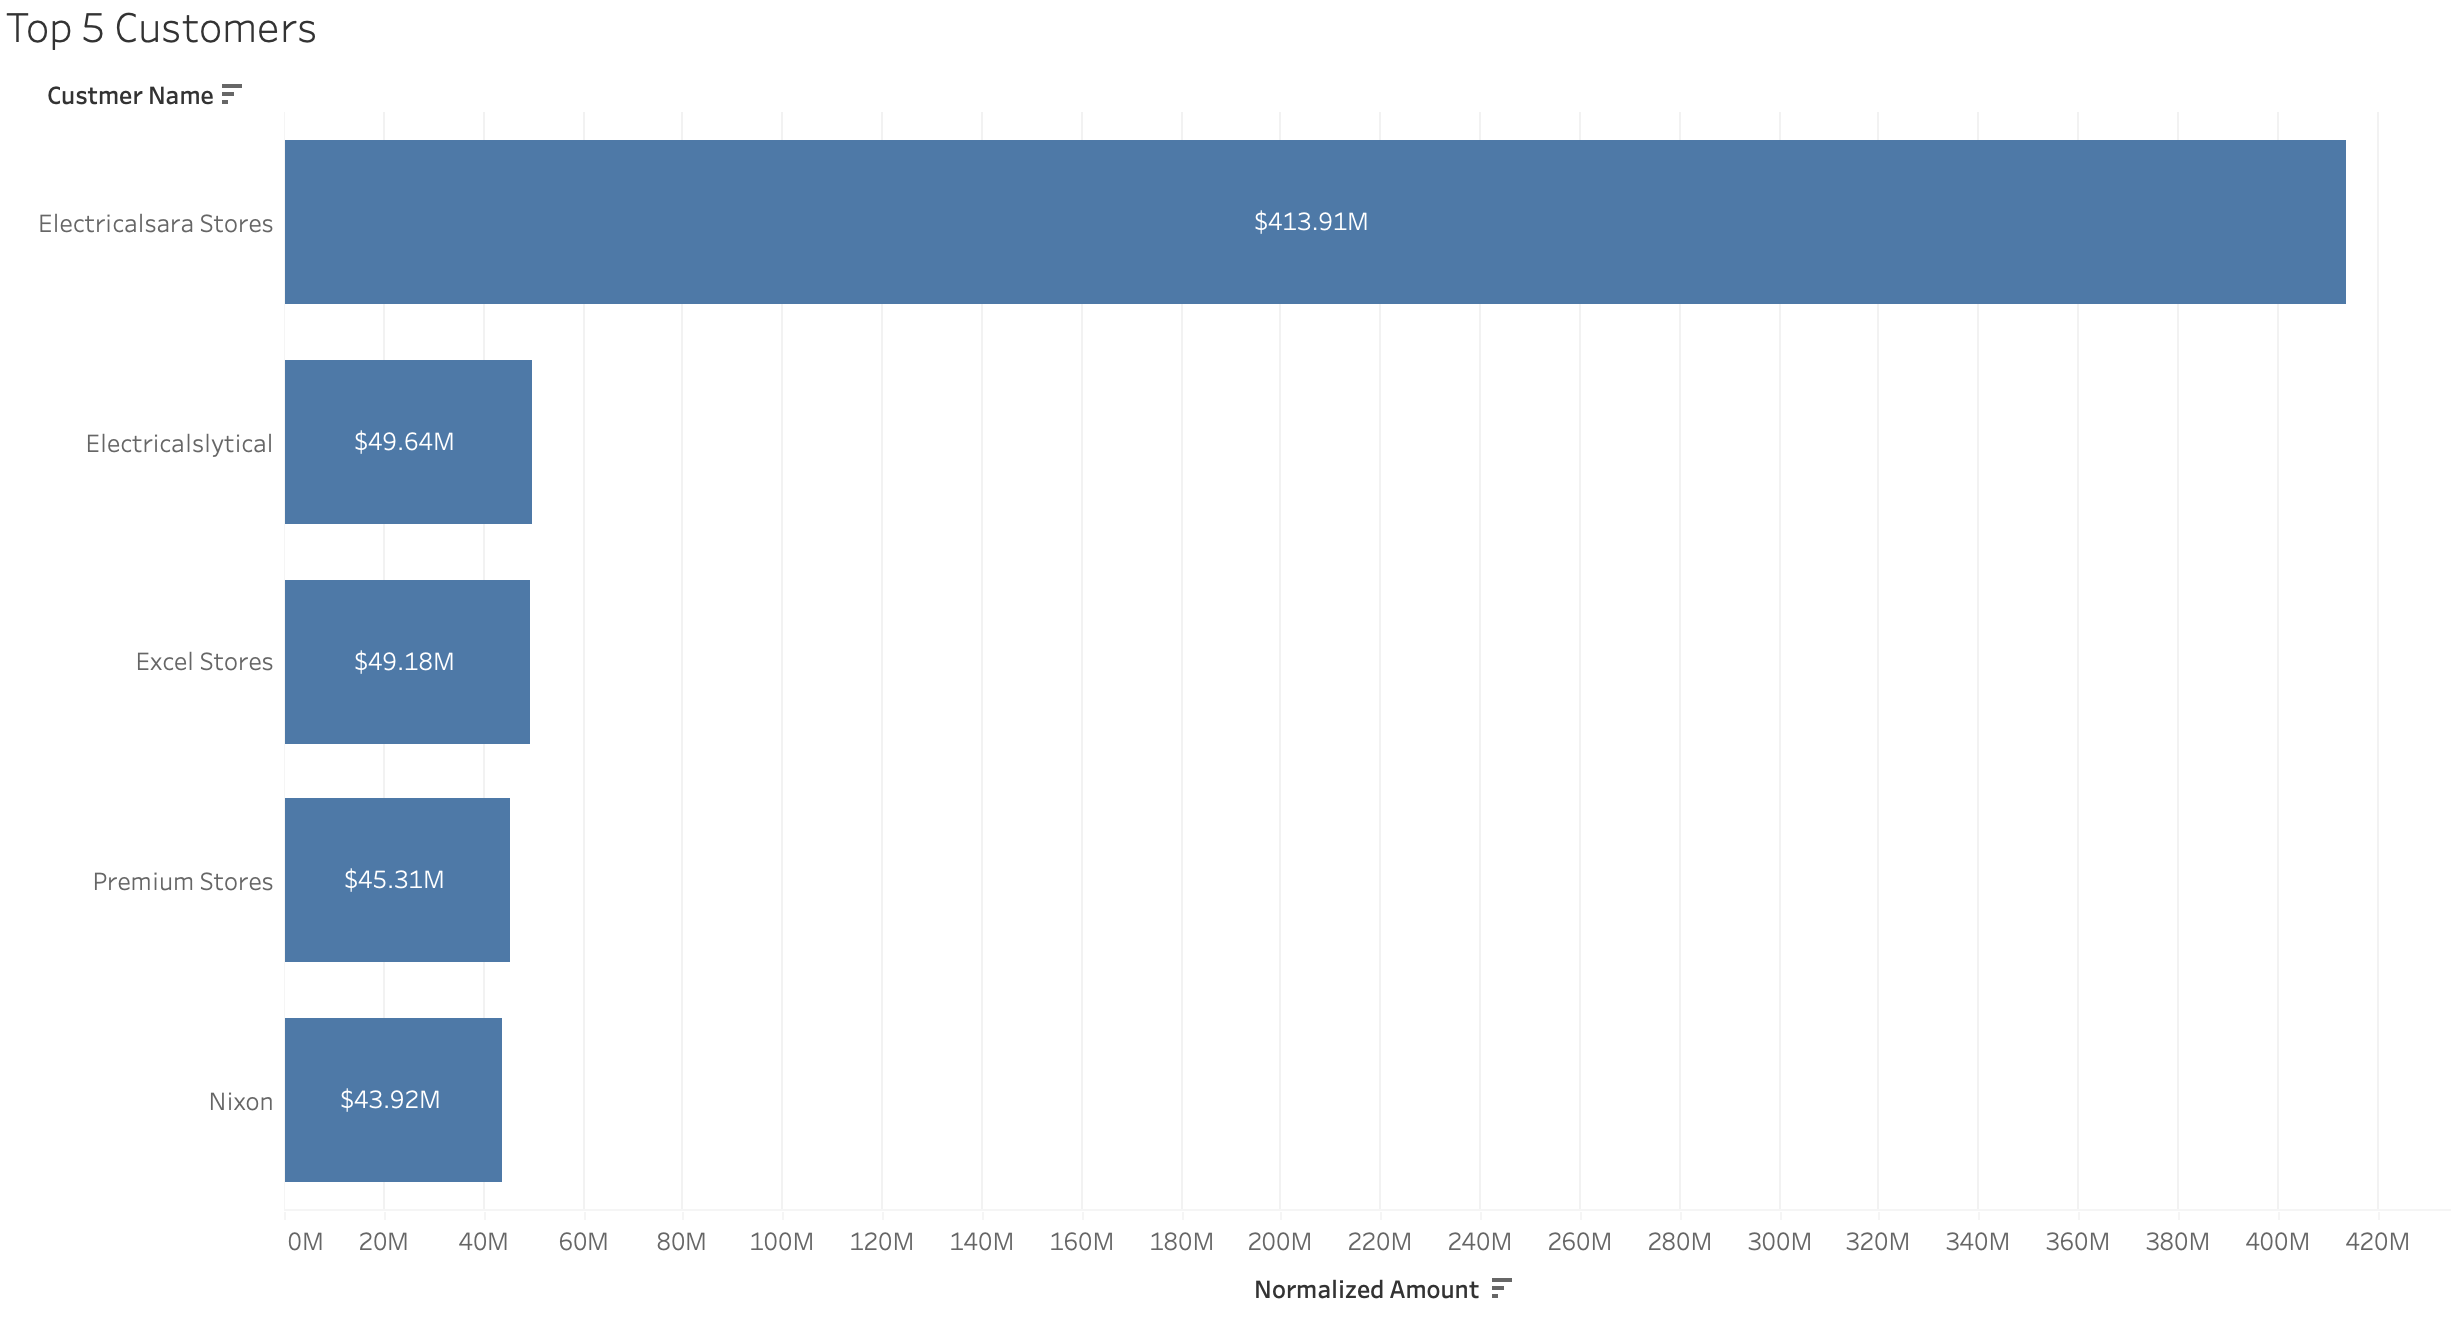 Top 5 Customers
Custmer Name
Electricalsara Stores
$413.91M
Electricalslytical
$49.64M
Excel Stores
$49.18M
Premium Stores
$45.31M
Nixon
$43.92M
0M 20M 40M 60M 80M 100M 120M 140M 160M 180M 200M 220M 240M 260M 280M 300M 320M 340M 360M 380M 400M 420M
Normalized Amount